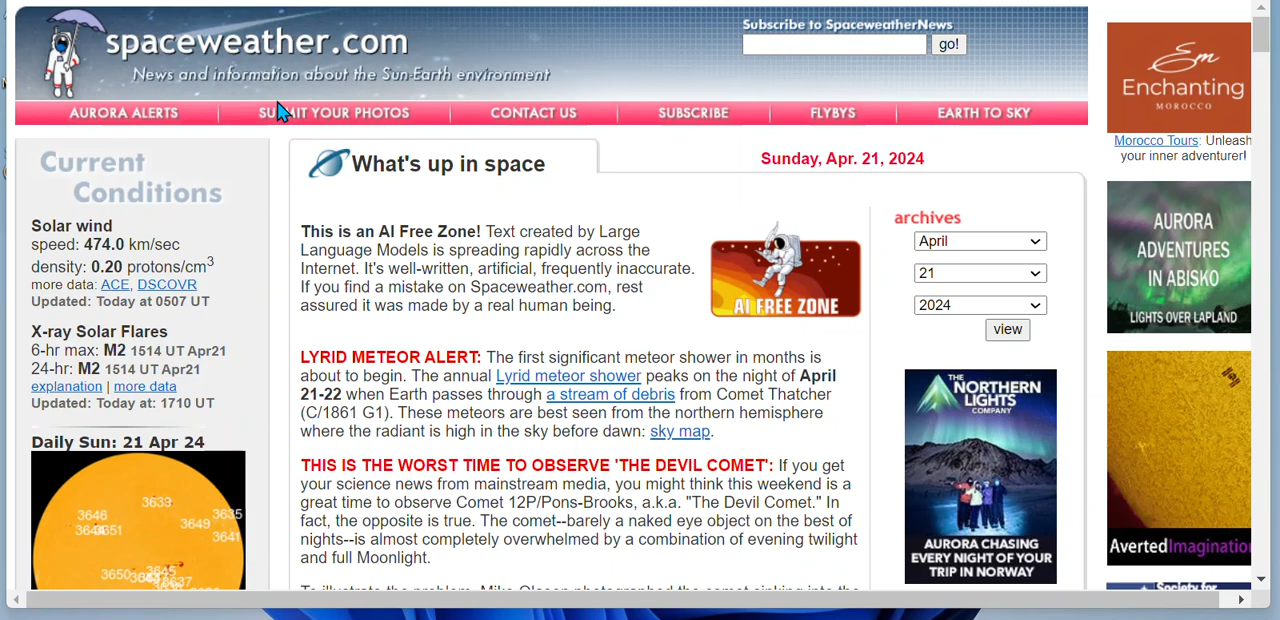 spaceweather.com
News and information about the Sun-Earth environment
Subscribe to SpaceweatherNews
go!
AURORA ALERTS
SUBMIT YOUR PHOTOS
CONTACT US
SUBSCRIBE
FLYBYS
EARTH TO SKY
Current
Conditions
Solar wind
speed: 474.0 km/sec
density: 0.20 protons/cm3
more data: ACE, DSCOVR
Updated: Today at 0507 UT
X-ray Solar Flares
6-hr max: M2 1514 UT Apr21
24-hr: M2 1514 UT Apr21
explanation | more data
Updated: Today at: 1710 UT
Daily Sun: 21 Apr 24
3639
3646
3635
3649
3651
3641
3650
3645
3637
What's up in space
Sunday, Apr. 21, 2024
This is an AI Free Zone! Text created by Large
Language Models is spreading rapidly across the
Internet. It's well-written, artificial, frequently inaccurate.
If you find a mistake on Spaceweather.com, rest
assured it was made by a real human being.
AI FREE ZONE
LYRID METEOR ALERT: The first significant meteor shower in months is
about to begin. The annual Lyrid meteor shower peaks on the night of April
21-22 when Earth passes through a stream of debris from Comet Thatcher
(C/1861 G1). These meteors are best seen from the northern hemisphere
where the radiant is high in the sky before dawn: sky map.
THIS IS THE WORST TIME TO OBSERVE 'THE DEVIL COMET': If you get
your science news from mainstream media, you might think this weekend is a
great time to observe Comet 12P/Pons-Brooks, a.k.a. "The Devil Comet." In
fact, the opposite is true. The comet--barely a naked eye object on the best of
nights--is almost completely overwhelmed by a combination of evening twilight
and full Moonlight.
archives
April
21
2024
view
THE
NORTHERN
LIGHTS
COMPANY
AURORA CHASING
EVERY NIGHT OF YOUR
TRIP IN NORWAY
Em
Enchanting
MOROCCO
Morocco Tours: Unleash
your inner adventurer!
AURORA
ADVENTURES
IN ABISKO
LIGHTS OVER LAPLAND
AvertedImagination
Society for